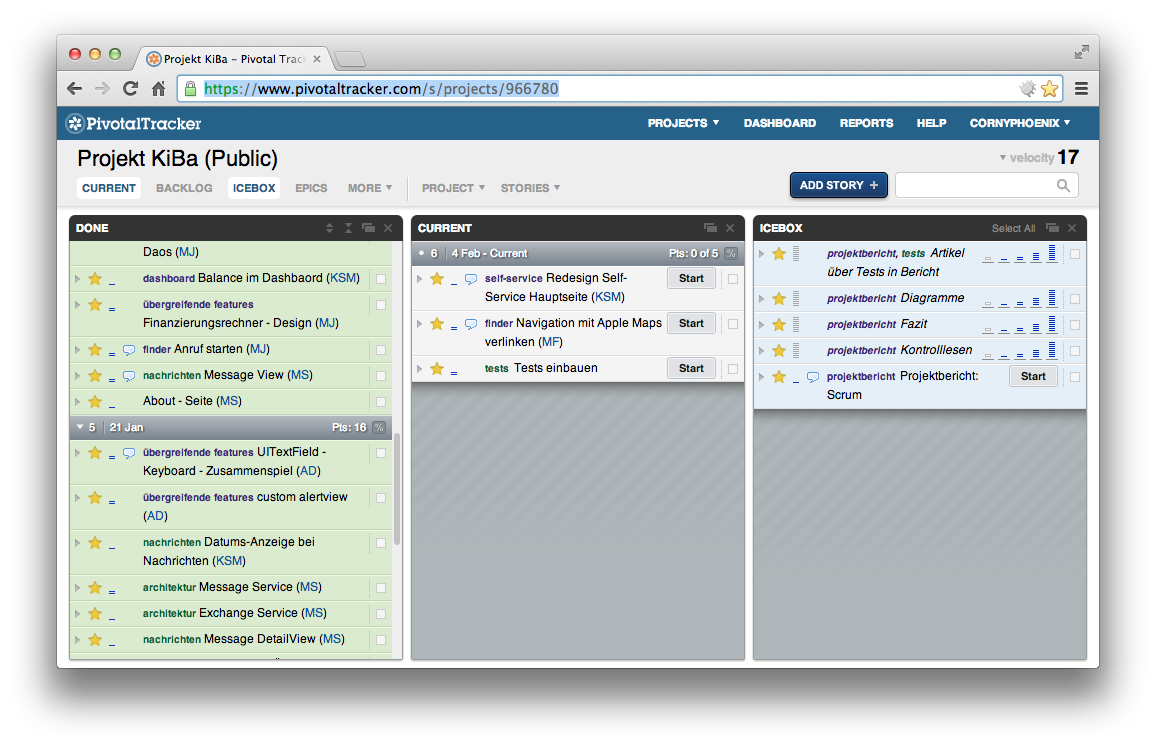 Projekt KiBa – Pivotal Track
https://www.pivotaltracker.com/s/projects/966780
PivotalTracker
PROJECTS DASHBOARD REPORTS HELP CORNYPHOENIX
Projekt KiBa (Public)
velocity 17
CURRENT BACKLOG ICEBOX EPICS MORE PROJECT STORIES
ADD STORY +
DONE
Daos (MJ)
dashboard Balance im Dashbaord (KSM)
übergreifende features
Finanzierungsrechner - Design (MJ)
finder Anruf starten (MJ)
nachrichten Message View (MS)
About - Seite (MS)
5 21 Jan Pts: 16 %
übergreifende features UITextField -
Keyboard - Zusammenspiel (AD)
übergreifende features custom alertview
(AD)
nachrichten Datums-Anzeige bei
Nachrichten (KSM)
architektur Message Service (MS)
architektur Exchange Service (MS)
nachrichten Message DetailView (MS)
CURRENT
6 4 Feb - Current Pts: 0 of 5 %
self-service Redesign Self-
Service Hauptseite (KSM)
Start
finder Navigation mit Apple Maps
verlinken (MF)
Start
tests Tests einbauen
Start
ICEBOX Select All
projektbericht, tests Artikel
über Tests in Bericht
projektbericht Diagramme
projektbericht Fazit
projektbericht Kontrolllesen
projektbericht Projektbericht:
Scrum
Start